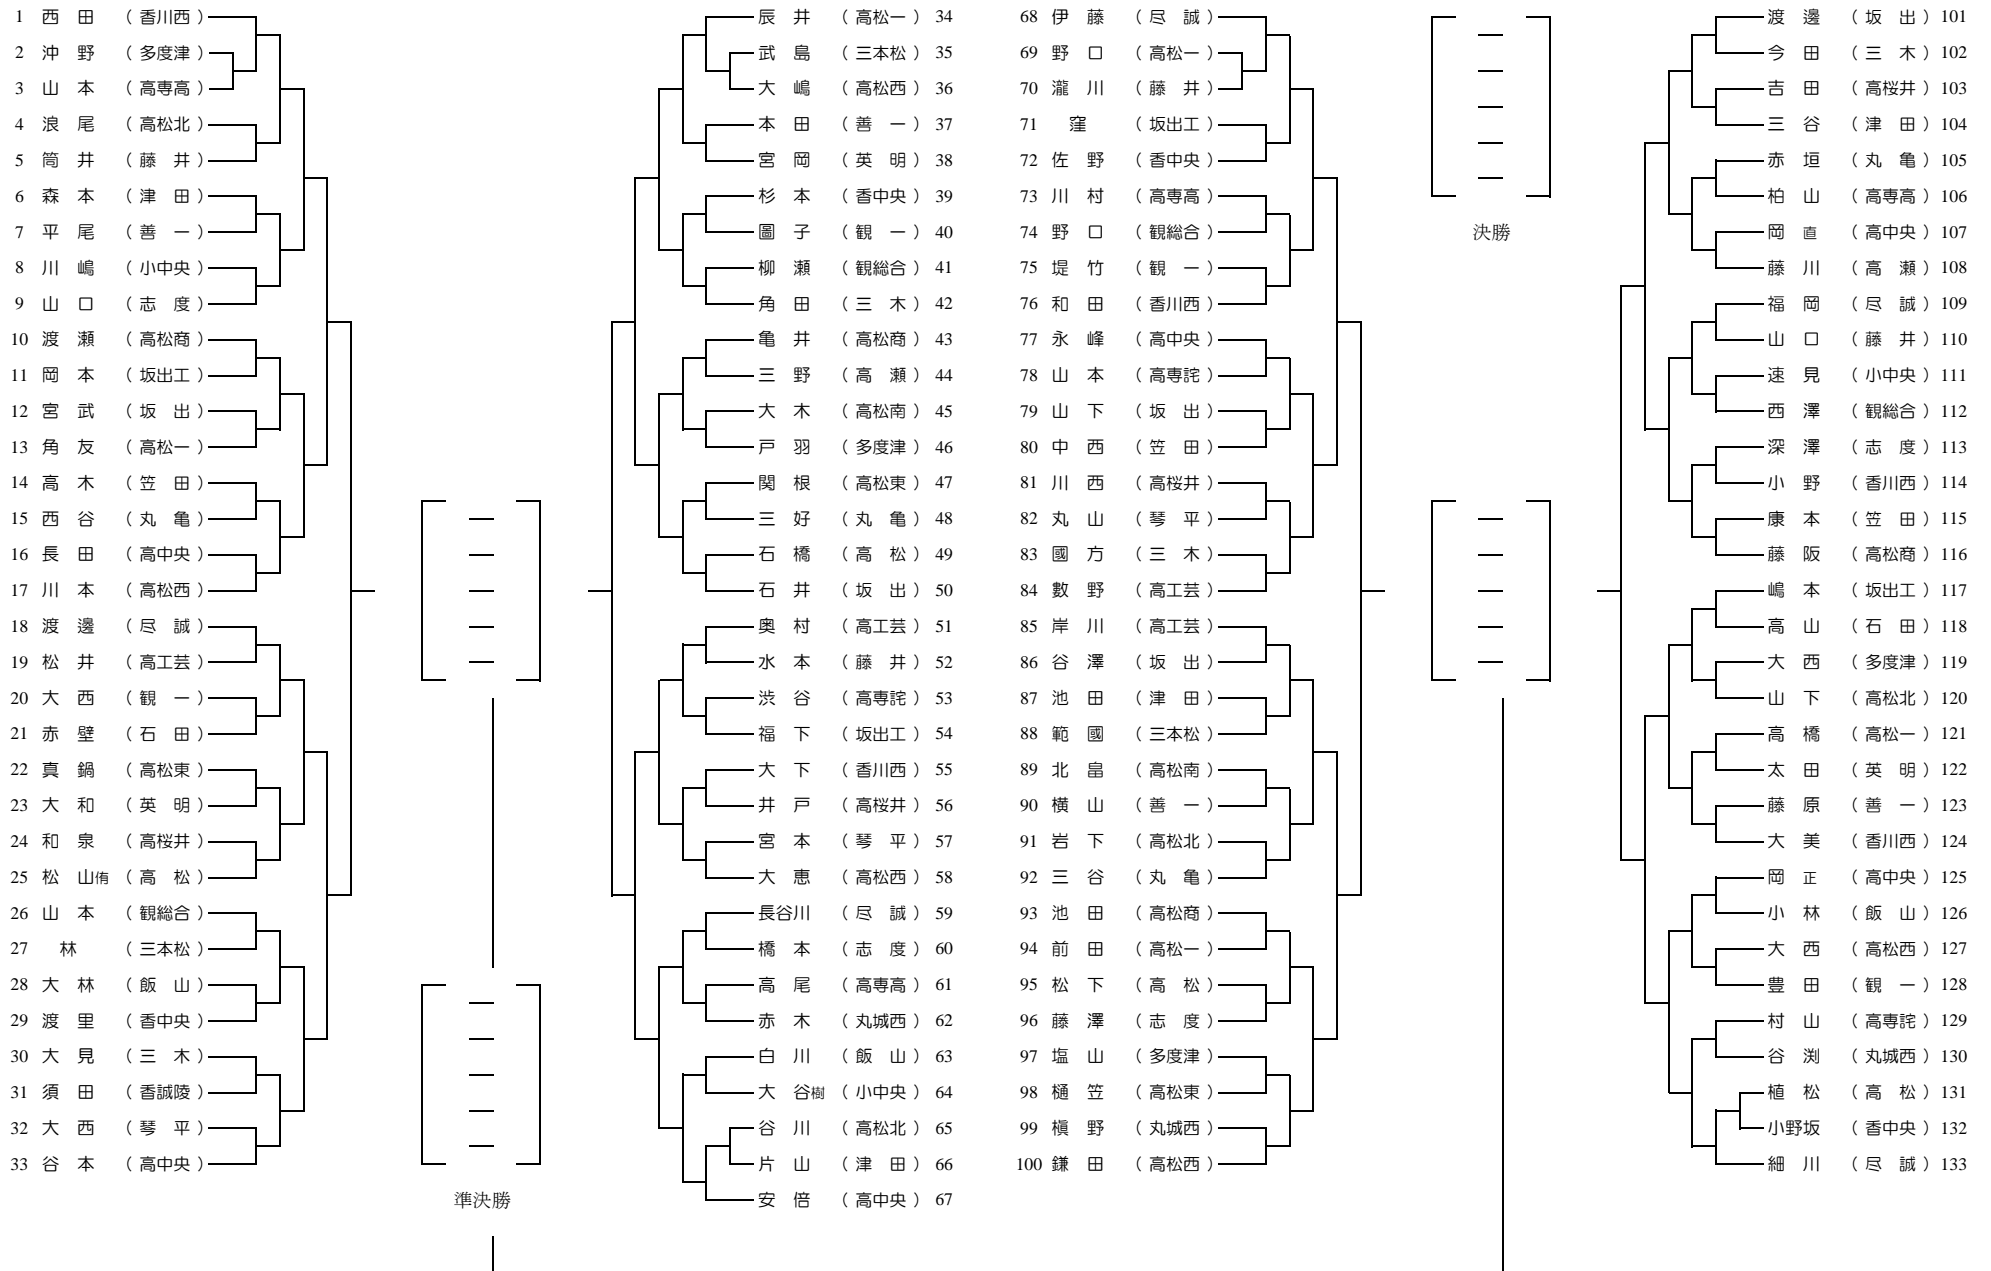 1 西 田 ( 香川西 )
2 沖 野 ( 多度津 )
3 山 本 ( 高専高 )
4 浪 尾 ( 高松北 )
5 筒 井 ( 藤 井 )
6 森 本 ( 津 田 )
7 平 尾 ( 善 一 )
8 川 嶋 ( 小中央 )
9 山 口 ( 志 度 )
10 渡 瀬 ( 高松商 )
11 岡 本 ( 坂出工 )
12 宮 武 ( 坂 出 )
13 角 友 ( 高松一 )
14 高 木 ( 笠 田 )
15 西 谷 ( 丸 亀 )
16 長 田 ( 高中央 )
17 川 本 ( 高松西 )
18 渡 邊 ( 尽 誠 )
19 松 井 ( 高工芸 )
20 大 西 ( 観 一 )
21 赤 壁 ( 石 田 )
22 真 鍋 ( 高松東 )
23 大 和 ( 英 明 )
24 和 泉 ( 高桜井 )
25 松 山侑 ( 高 松 )
26 山 本 ( 観総合 )
27 林 ( 三本松 )
28 大 林 ( 飯 山 )
29 渡 里 ( 香中央 )
30 大 見 ( 三 木 )
31 須 田 ( 香誠陵 )
32 大 西 ( 琴 平 )
33 谷 本 ( 高中央 )
準決勝
辰 井 ( 高松一 ) 34
武 島 ( 三本松 ) 35
大 嶋 ( 高松西 ) 36
本 田 ( 善 一 ) 37
宮 岡 ( 英 明 ) 38
杉 本 ( 香中央 ) 39
圖 子 ( 観 一 ) 40
柳 瀬 ( 観総合 ) 41
角 田 ( 三 木 ) 42
亀 井 ( 高松商 ) 43
三 野 ( 高 瀬 ) 44
大 木 ( 高松南 ) 45
戸 羽 ( 多度津 ) 46
関 根 ( 高松東 ) 47
三 好 ( 丸 亀 ) 48
石 橋 ( 高 松 ) 49
石 井 ( 坂 出 ) 50
奥 村 ( 高工芸 ) 51
水 本 ( 藤 井 ) 52
渋 谷 ( 高専詫 ) 53
福 下 ( 坂出工 ) 54
大 下 ( 香川西 ) 55
井 戸 ( 高桜井 ) 56
宮 本 ( 琴 平 ) 57
大 恵 ( 高松西 ) 58
長谷川 ( 尽 誠 ) 59
橋 本 ( 志 度 ) 60
高 尾 ( 高専高 ) 61
赤 木 ( 丸城西 ) 62
白 川 ( 飯 山 ) 63
大 谷樹 ( 小中央 ) 64
谷 川 ( 高松北 ) 65
片 山 ( 津 田 ) 66
安 倍 ( 高中央 ) 67
68 伊 藤 ( 尽 誠 )
69 野 口 ( 高松一 )
70 瀧 川 ( 藤 井 )
71 窪 ( 坂出工 )
72 佐 野 ( 香中央 )
73 川 村 ( 高専高 )
74 野 口 ( 観総合 )
75 堤 竹 ( 観 一 )
76 和 田 ( 香川西 )
77 永 峰 ( 高中央 )
78 山 本 ( 高専詫 )
79 山 下 ( 坂 出 )
80 中 西 ( 笠 田 )
81 川 西 ( 高桜井 )
82 丸 山 ( 琴 平 )
83 國 方 ( 三 木 )
84 數 野 ( 高工芸 )
85 岸 川 ( 高工芸 )
86 谷 澤 ( 坂 出 )
87 池 田 ( 津 田 )
88 範 國 ( 三本松 )
89 北 畠 ( 高松南 )
90 横 山 ( 善 一 )
91 岩 下 ( 高松北 )
92 三 谷 ( 丸 亀 )
93 池 田 ( 高松商 )
94 前 田 ( 高松一 )
95 松 下 ( 高 松 )
96 藤 澤 ( 志 度 )
97 塩 山 ( 多度津 )
98 樋 笠 ( 高松東 )
99 槇 野 ( 丸城西 )
100 鎌 田 ( 高松西 )
決勝
渡 邊 ( 坂 出 ) 101
今 田 ( 三 木 ) 102
吉 田 ( 高桜井 ) 103
三 谷 ( 津 田 ) 104
赤 垣 ( 丸 亀 ) 105
柏 山 ( 高専高 ) 106
岡 直 ( 高中央 ) 107
藤 川 ( 高 瀬 ) 108
福 岡 ( 尽 誠 ) 109
山 口 ( 藤 井 ) 110
速 見 ( 小中央 ) 111
西 澤 ( 観総合 ) 112
深 澤 ( 志 度 ) 113
小 野 ( 香川西 ) 114
康 本 ( 笠 田 ) 115
藤 阪 ( 高松商 ) 116
嶋 本 ( 坂出工 ) 117
高 山 ( 石 田 ) 118
大 西 ( 多度津 ) 119
山 下 ( 高松北 ) 120
高 橋 ( 高松一 ) 121
太 田 ( 英 明 ) 122
藤 原 ( 善 一 ) 123
大 美 ( 香川西 ) 124
岡 正 ( 高中央 ) 125
小 林 ( 飯 山 ) 126
大 西 ( 高松西 ) 127
豊 田 ( 観 一 ) 128
村 山 ( 高専詫 ) 129
谷 渕 ( 丸城西 ) 130
植 松 ( 高 松 ) 131
小野坂 ( 香中央 ) 132
細 川 ( 尽 誠 ) 133